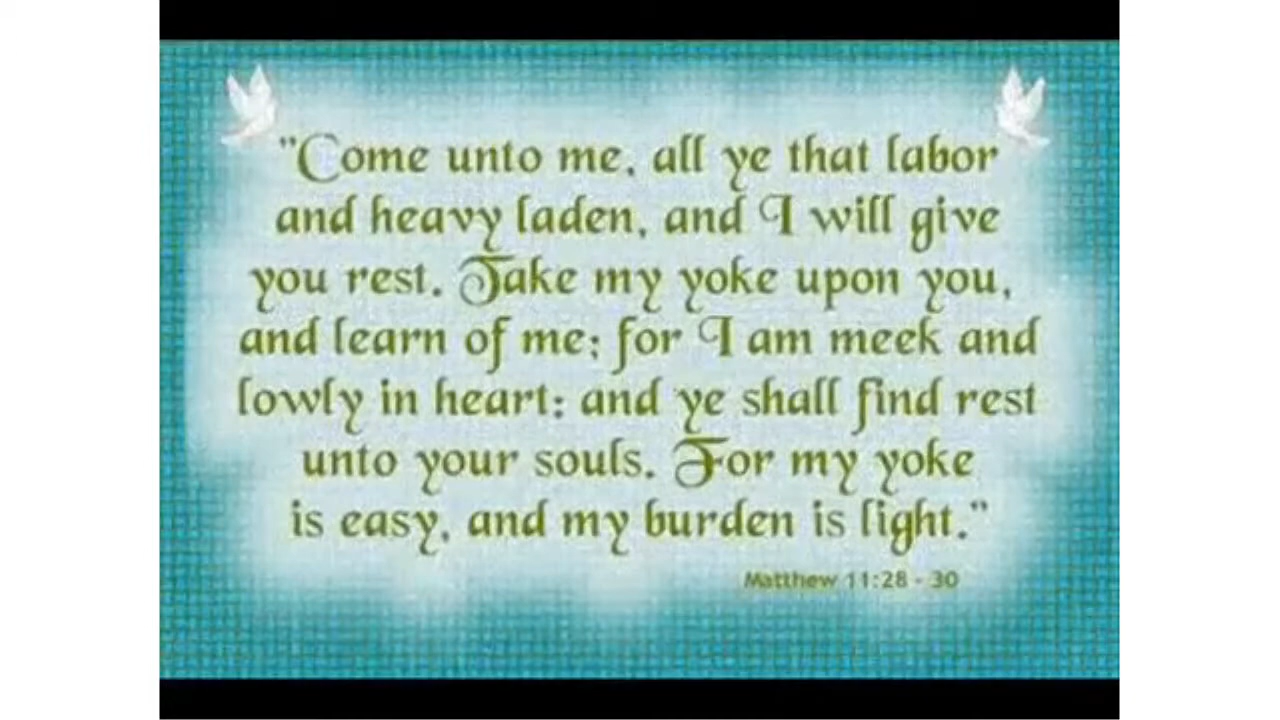 "Come unto me, all ye that labor
and heavy laden, and I will give
you rest. Take my yoke upon you,
and learn of me; for I am meek and
lowly in heart: and ye shall find rest
unto your souls. For my yoke
is easy, and my burden is light."
Matthew 11:28 - 30